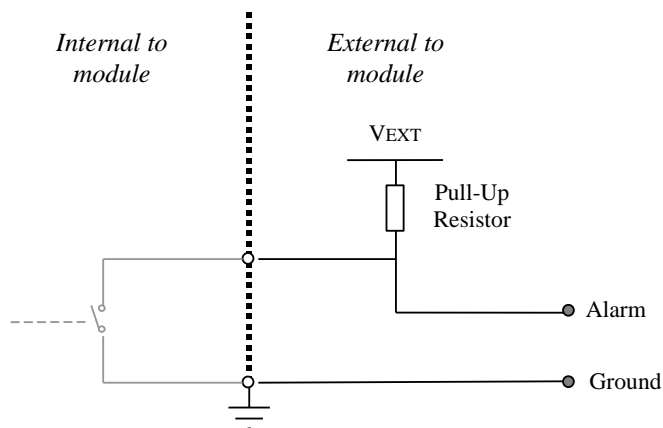 Internal to
module
External to
module
VEXT
Pull-Up
Resistor
Alarm
Ground